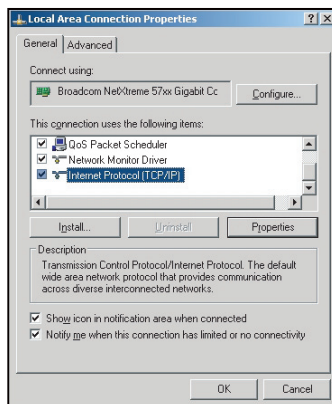 Local Area Connection Properties
General Advanced
Connect using:
Broadcom NetXtreme 57xx Gigabit Cc
Configure...
This connection uses the following items:
QoS Packet Scheduler
Network Monitor Driver
Internet Protocol (TCP/IP)
Install... Uninstall Properties
Description
Transmission Control Protocol/Internet Protocol. The default
wide area network protocol that provides communication
across diverse interconnected networks.
Show icon in notification area when connected
Notify me when this connection has limited or no connectivity
OK Cancel